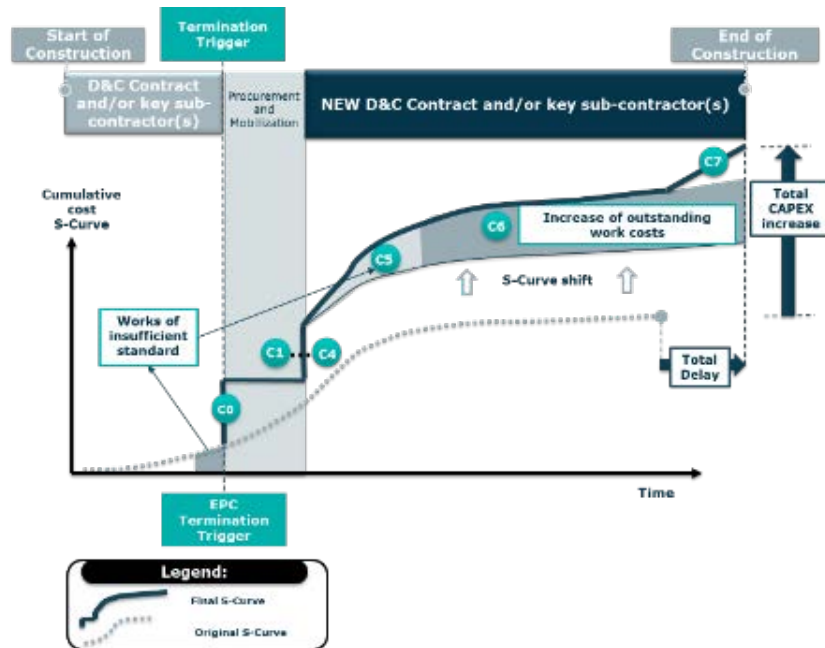 Start of
Construction
Termination
Trigger
End of
Construction
D&C Contract
and/or key sub-
contractor(s)
Procurement
and
Mobilization
NEW D&C Contract and/or key sub-contractor(s)
Cumulative
cost
S-Curve
C7
Total
CAPEX
increase
C6
Increase of outstanding
work costs
C5
S-Curve shift
Works of
insufficient
standard
C1
C4
Total
Delay
C0
Time
EPC
Termination
Trigger
Legend:
Final S-Curve
Original S-Curve